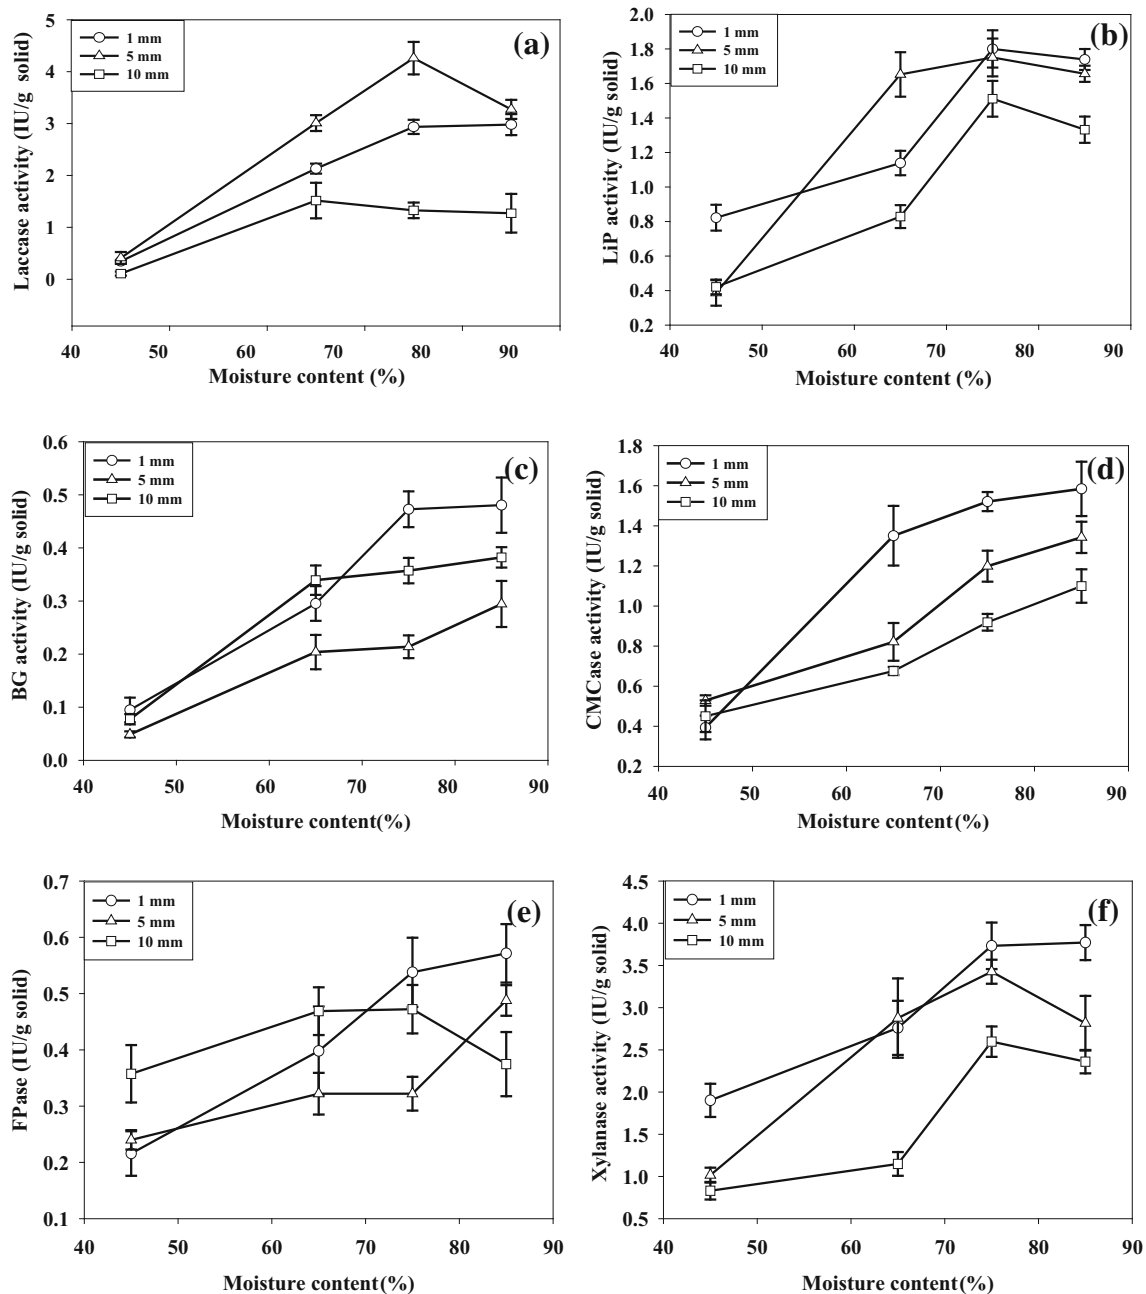 (a)
1 mm
5 mm
10 mm
Laccase activity (IU/g solid)
5
4
3
2
1
0
40 50 60 70 80 90
Moisture content (%)
(b)
1 mm
5 mm
10 mm
LiP activity (IU/g solid)
2.0
1.8
1.6
1.4
1.2
1.0
0.8
0.6
0.4
0.2
40 50 60 70 80 90
Moisture content (%)
(c)
1 mm
5 mm
10 mm
BG activity (IU/g solid)
0.6
0.5
0.4
0.3
0.2
0.1
0.0
40 50 60 70 80 90
Moisture content(%)
(d)
1 mm
5 mm
10 mm
CMCase activity (IU/g solid)
1.8
1.6
1.4
1.2
1.0
0.8
0.6
0.4
0.2
40 50 60 70 80 90
Moisture content(%)
(e)
1 mm
5 mm
10 mm
FPase (IU/g solid)
0.7
0.6
0.5
0.4
0.3
0.2
0.1
40 50 60 70 80 90
Moisture content(%)
(f)
1 mm
5 mm
10 mm
Xylanase activity (IU/g solid)
4.5
4.0
3.5
3.0
2.5
2.0
1.5
1.0
0.5
40 50 60 70 80 90
Moisture content(%)